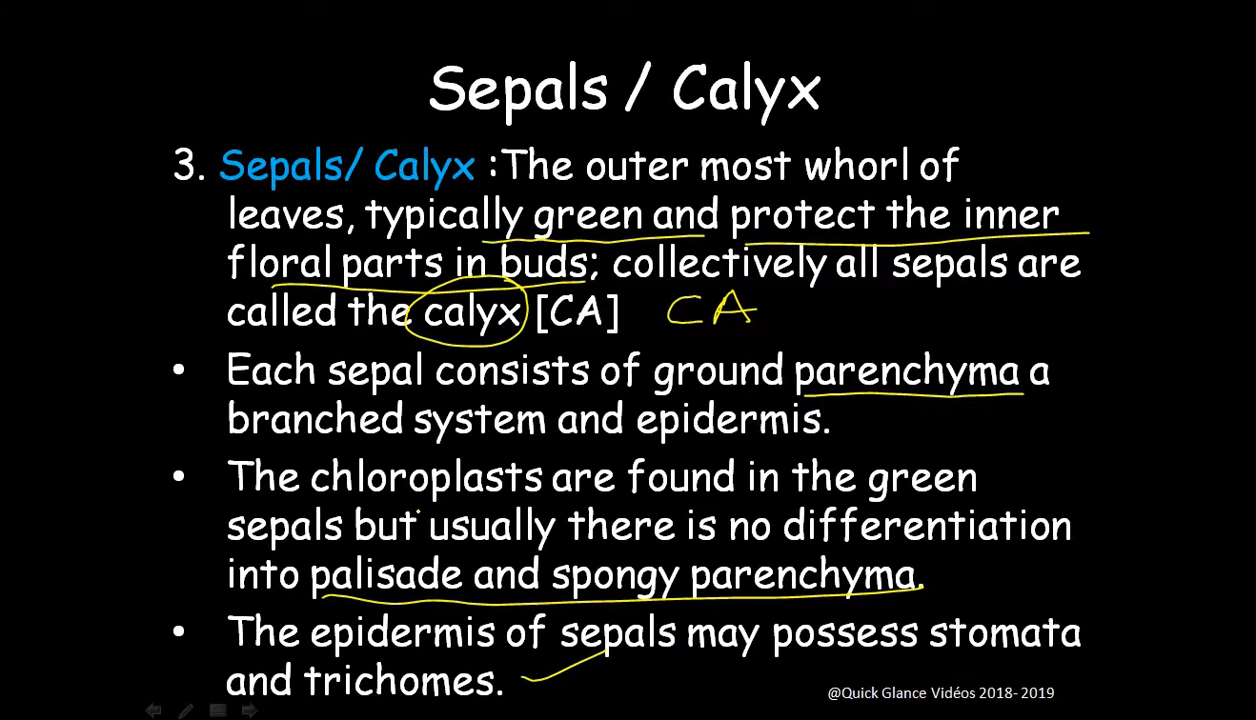 Sepals / Calyx
3. Sepals/ Calyx :The outer most whorl of
leaves, typically green and protect the inner
floral parts in buds; collectively all sepals are
called the calyx [CA] CA
• Each sepal consists of ground parenchyma a
branched system and epidermis.
• The chloroplasts are found in the green
sepals but usually there is no differentiation
into palisade and spongy parenchyma.
• The epidermis of sepals may possess stomata
and trichomes.
@Quick Glance Vidéos 2018- 2019